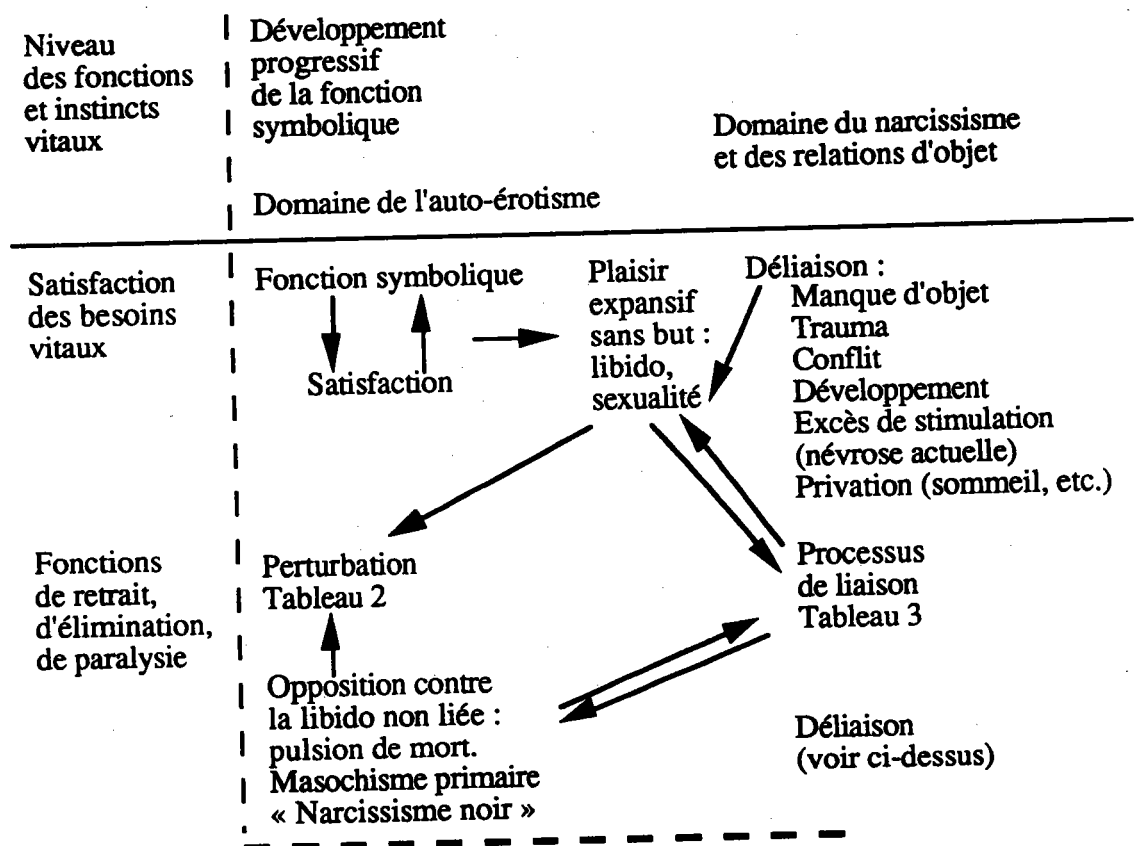 Niveau
des fonctions
et instincts
vitaux
Développement
progressif
de la fonction
symbolique
Domaine du narcissisme
et des relations d'objet
Domaine de l'auto-érotisme
Satisfaction
des besoins
vitaux
Fonction symbolique
Satisfaction
Plaisir
expansif
sans but :
libido,
sexualité
Déliaison :
Manque d'objet
Trauma
Conflit
Développement
Excès de stimulation
(névrose actuelle)
Privation (sommeil, etc.)
Fonctions
de retrait,
d'élimination,
de paralysie
Perturbation
Tableau 2
Processus
de liaison
Tableau 3
Opposition contre
la libido non liée :
pulsion de mort.
Masochisme primaire
« Narcissisme noir »
Déliaison
(voir ci-dessus)